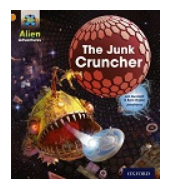 Alien
Adventures
The Junk
Cruncher
OXFORD